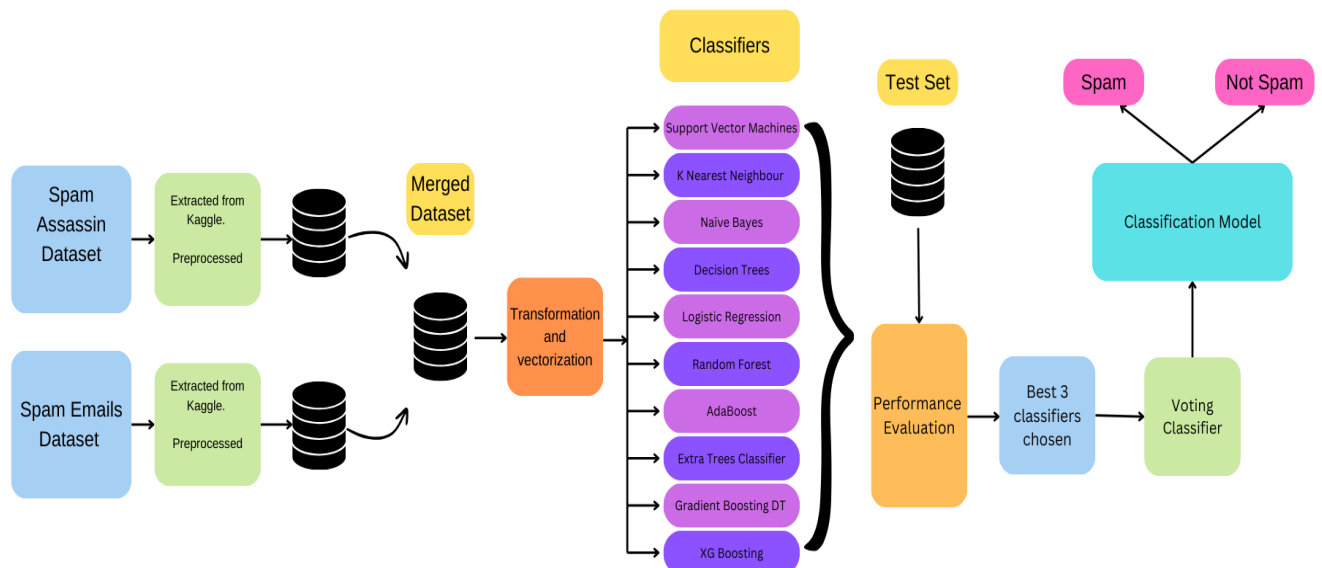 Spam
Assassin
Dataset
Extracted from
Kaggle.
Preprocessed
Spam Emails
Dataset
Extracted from
Kaggle.
Preprocessed
Merged
Dataset
Transformation
and
vectorization
Classifiers
Support Vector Machines
K Nearest Neighbour
Naïve Bayes
Decision Trees
Logistic Regression
Random Forest
AdaBoost
Extra Trees Classifier
Gradient Boosting DT
XG Boosting
Test Set
Performance
Evaluation
Best 3
classifiers
chosen
Voting
Classifier
Classification Model
Spam
Not Spam